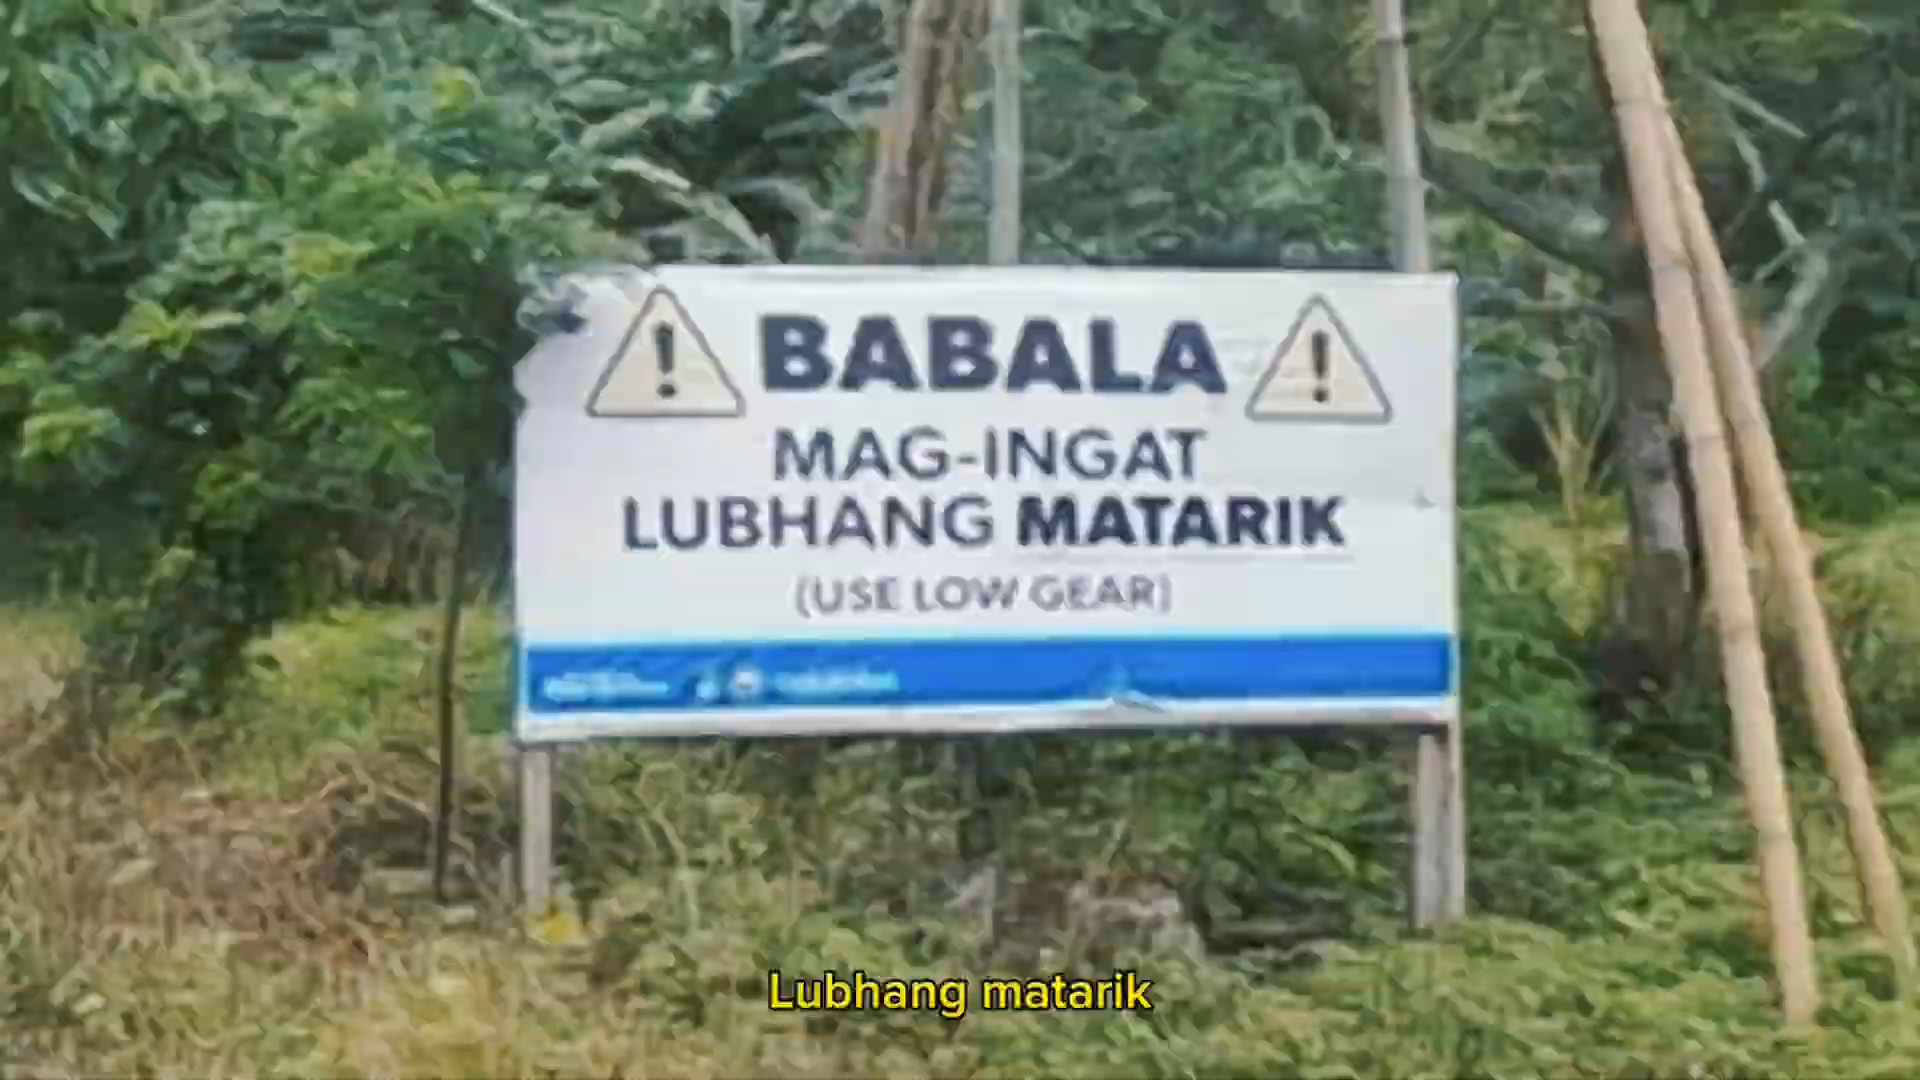 BABALA
MAG-INGAT
LUBHANG MATARIK
(USE LOW GEAR)
Lubhang matarik